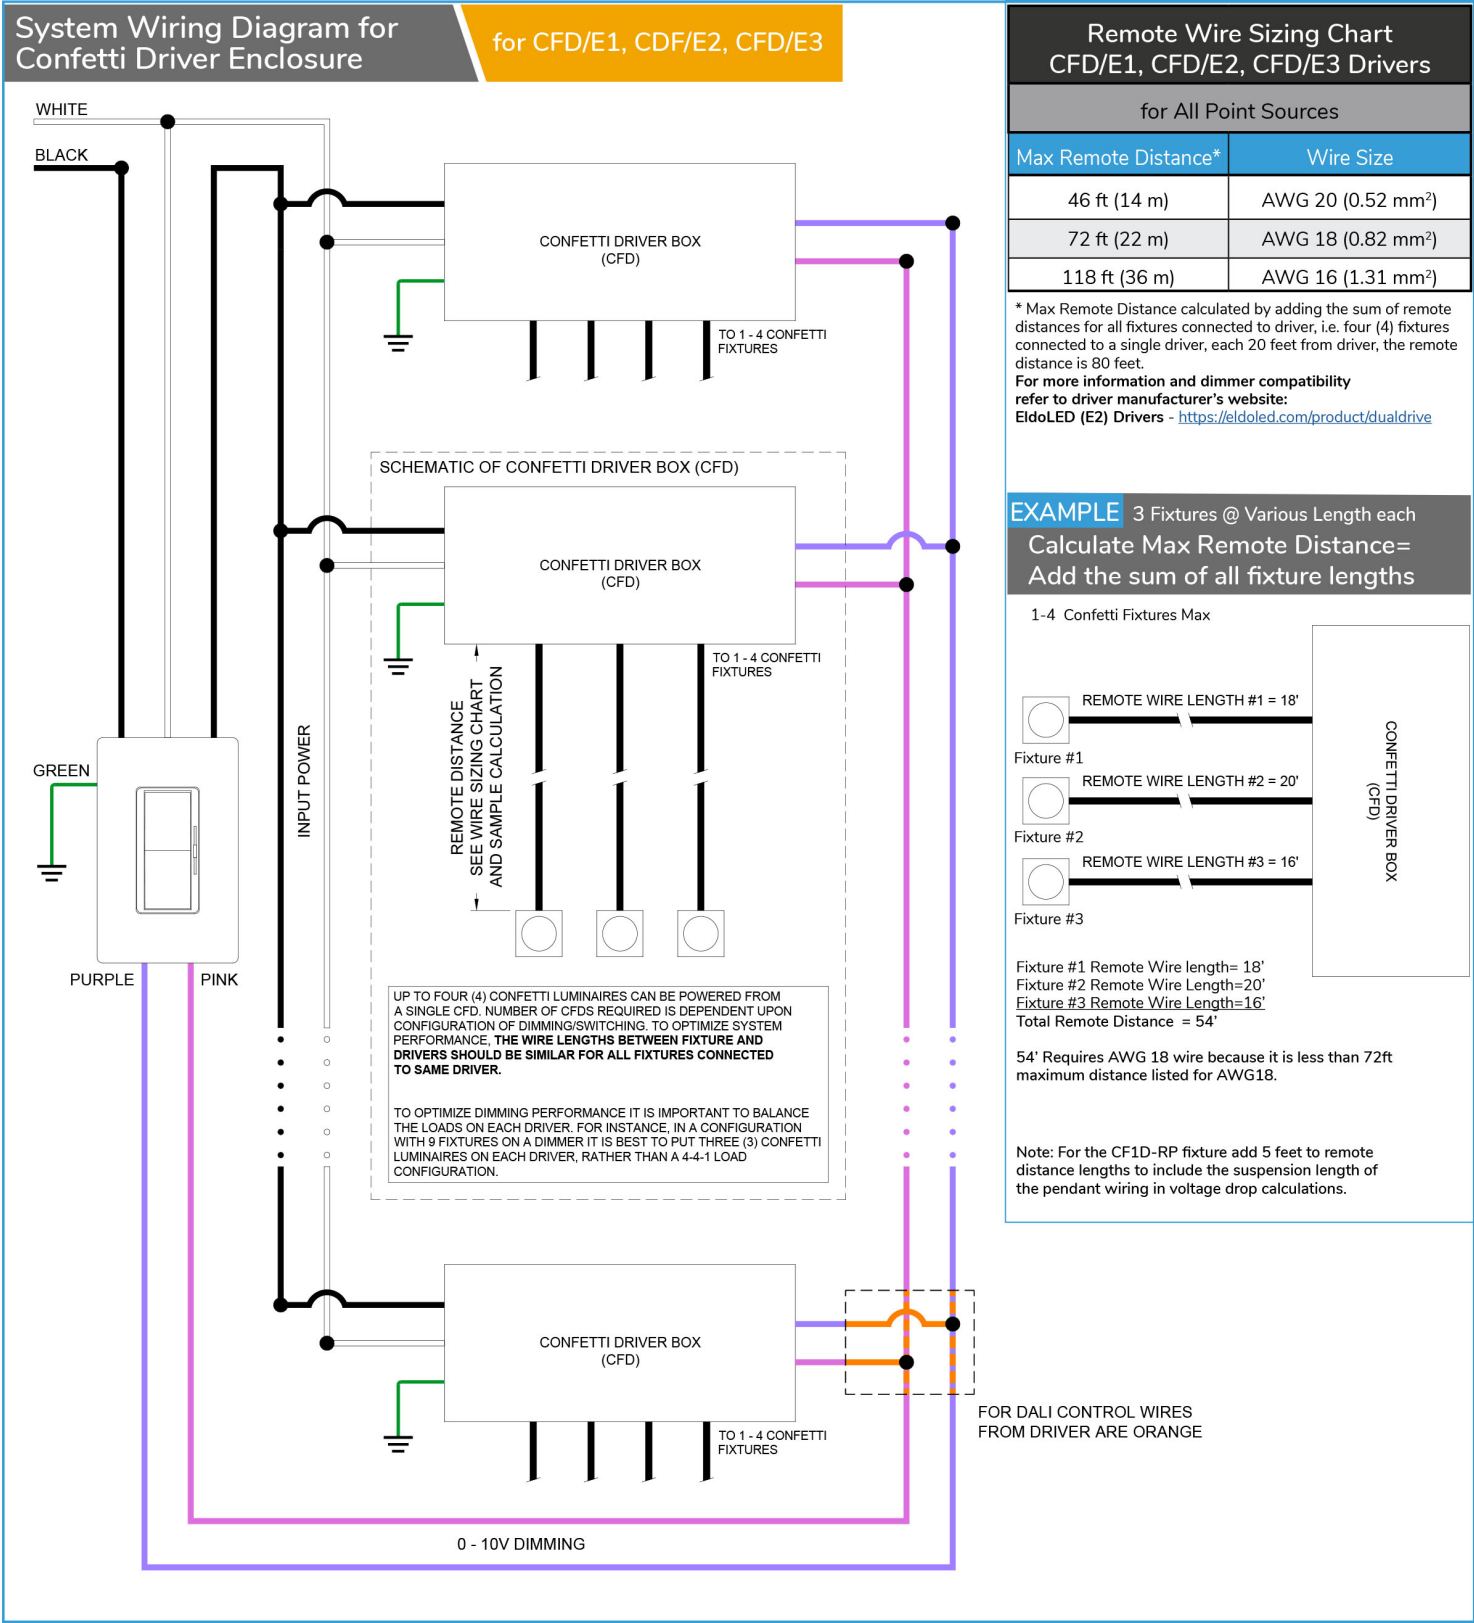 System Wiring Diagram for
Confetti Driver Enclosure
for CFD/E1, CDF/E2, CFD/E3
WHITE
BLACK
CONFETTI DRIVER BOX
(CFD)
TO 1 - 4 CONFETTI
FIXTURES
SCHEMATIC OF CONFETTI DRIVER BOX (CFD)
CONFETTI DRIVER BOX
(CFD)
TO 1 - 4 CONFETTI
FIXTURES
REMOTE DISTANCE
SEE WIRE SIZING CHART
AND SAMPLE CALCULATION
INPUT POWER
GREEN
PURPLE
PINK
UP TO FOUR (4) CONFETTI LUMINAIRES CAN BE POWERED FROM
A SINGLE CFD. NUMBER OF CFDS REQUIRED IS DEPENDENT UPON
CONFIGURATION OF DIMMING/SWITCHING. TO OPTIMIZE SYSTEM
PERFORMANCE, THE WIRE LENGTHS BETWEEN FIXTURE AND
DRIVERS SHOULD BE SIMILAR FOR ALL FIXTURES CONNECTED
TO SAME DRIVER.
TO OPTIMIZE DIMMING PERFORMANCE IT IS IMPORTANT TO BALANCE
THE LOADS ON EACH DRIVER. FOR INSTANCE, IN A CONFIGURATION
WITH 9 FIXTURES ON A DIMMER IT IS BEST TO PUT THREE (3) CONFETTI
LUMINAIRES ON EACH DRIVER, RATHER THAN A 4-4-1 LOAD
CONFIGURATION.
CONFETTI DRIVER BOX
(CFD)
TO 1 - 4 CONFETTI
FIXTURES
FOR DALI CONTROL WIRES
FROM DRIVER ARE ORANGE
0 - 10V DIMMING
Remote Wire Sizing Chart
CFD/E1, CFD/E2, CFD/E3 Drivers
for All Point Sources
Max Remote Distance* Wire Size
46 ft (14 m) AWG 20 (0.52 mm²)
72 ft (22 m) AWG 18 (0.82 mm²)
118 ft (36 m) AWG 16 (1.31 mm²)
* Max Remote Distance calculated by adding the sum of remote
distances for all fixtures connected to driver, i.e. four (4) fixtures
connected to a single driver, each 20 feet from driver, the remote
distance is 80 feet.
For more information and dimmer compatibility
refer to driver manufacturer's website:
EldoLED (E2) Drivers - https://eldoled.com/product/dualdrive
EXAMPLE 3 Fixtures @ Various Length each
Calculate Max Remote Distance=
Add the sum of all fixture lengths
1-4 Confetti Fixtures Max
REMOTE WIRE LENGTH #1 = 18'
Fixture #1
REMOTE WIRE LENGTH #2 = 20'
Fixture #2
REMOTE WIRE LENGTH #3 = 16'
Fixture #3
CONFETTI DRIVER BOX
(CFD)
Fixture #1 Remote Wire length= 18'
Fixture #2 Remote Wire Length=20'
Fixture #3 Remote Wire Length=16'
Total Remote Distance = 54'
54' Requires AWG 18 wire because it is less than 72ft
maximum distance listed for AWG18.
Note: For the CF1D-RP fixture add 5 feet to remote
distance lengths to include the suspension length of
the pendant wiring in voltage drop calculations.